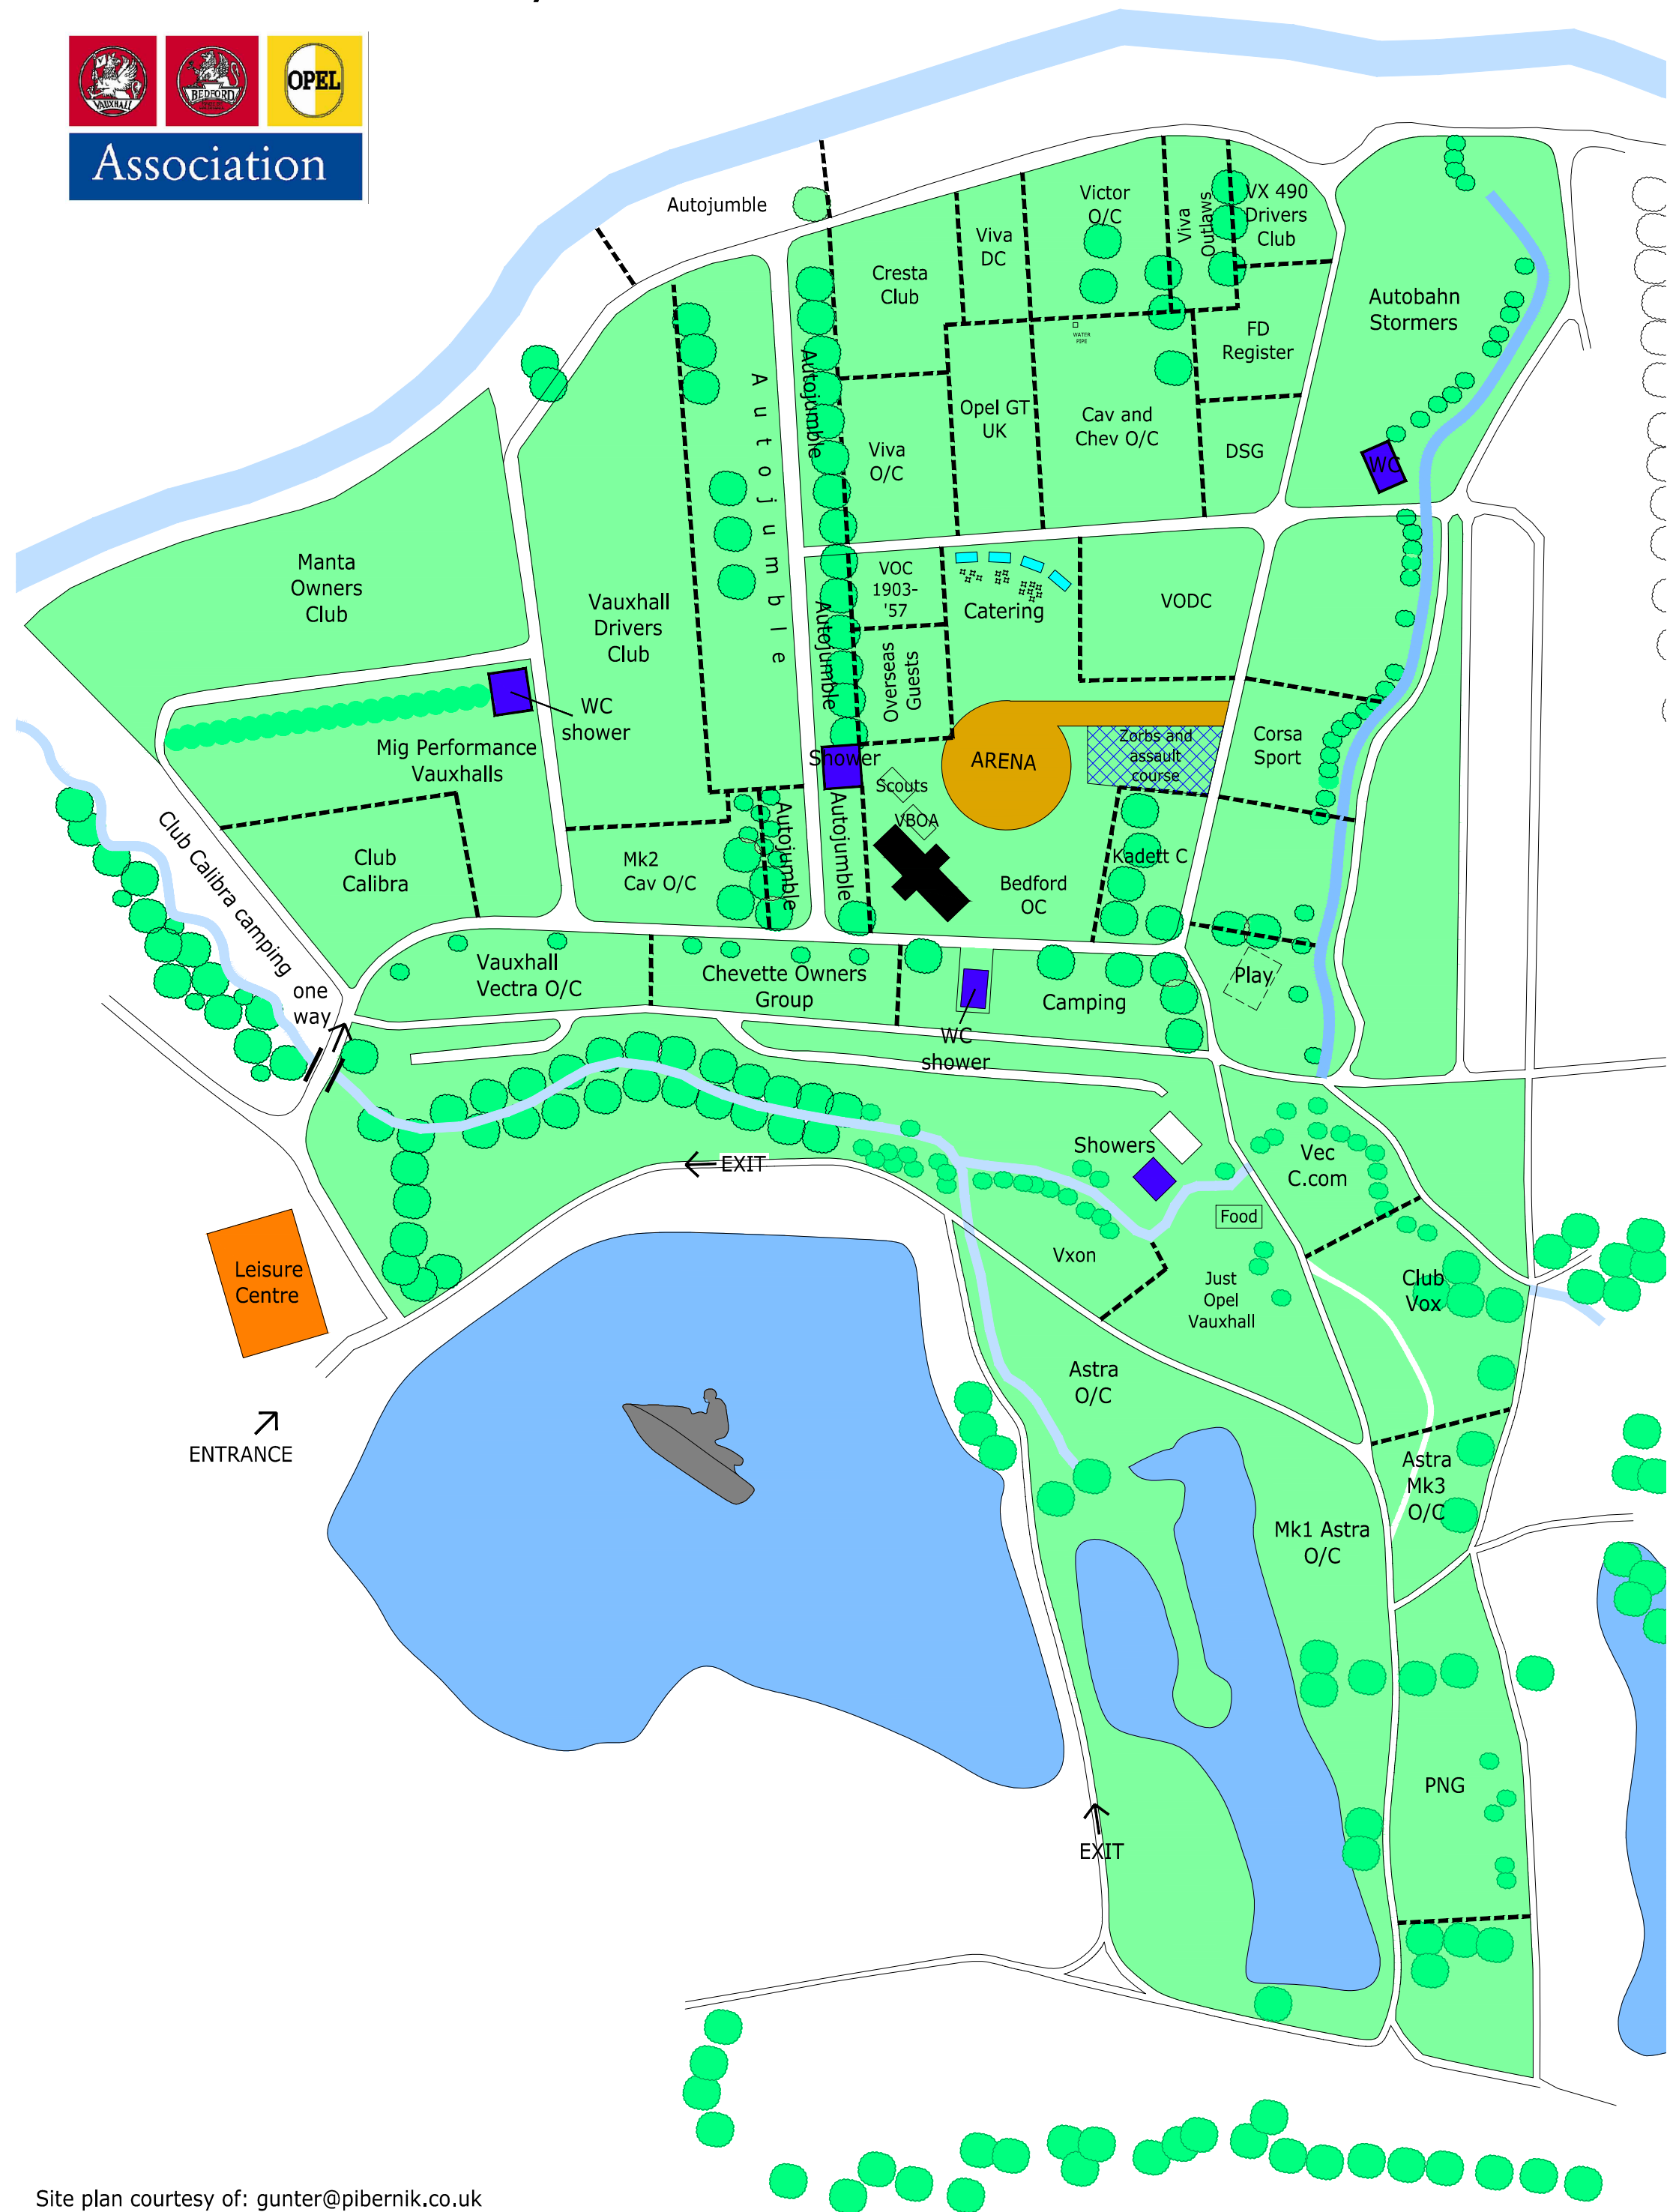 VAUXHALL
BEDFORD
OPEL
Association
Autojumble
Victor
O/C
Viva
Outlaws
VX 490
Drivers
Club
Viva
DC
Cresta
Club
Autobahn
Stormers
WATER
PIPE
FD
Register
Autojumble
Autojumble
Opel GT
UK
Cav and
Chev O/C
Viva
O/C
DSG
WC
Manta
Owners
Club
Vauxhall
Drivers
Club
VOC
1903-
'57
Catering
VODC
Autojumble
Overseas
Guests
WC
shower
Mig Performance
Vauxhalls
Shower
Scouts
VBOA
ARENA
Zorbs and
assault
course
Corsa
Sport
Club Calibra camping
Club
Calibra
Mk2
Cav O/C
Autojumble
Autojumble
Bedford
OC
Kadett C
Vauxhall
Vectra O/C
Chevette Owners
Group
Camping
Play
one
way
WC
shower
EXIT
Showers
Vec
C.com
Food
Vxon
Just
Opel
Vauxhall
Club
Vox
Leisure
Centre
ENTRANCE
Astra
O/C
Astra
Mk3
O/C
Mk1 Astra
O/C
PNG
EXIT
Site plan courtesy of: gunter@pibernik.co.uk